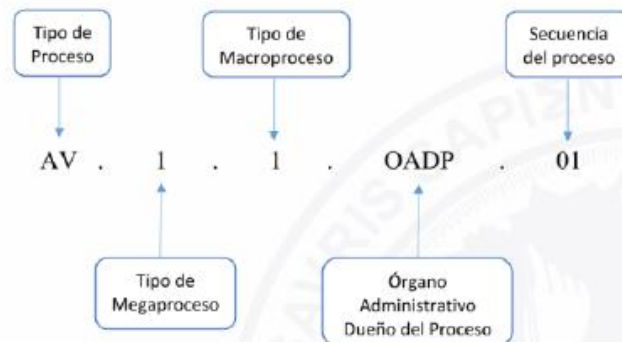 Tipo de
Proceso
Tipo de
Macroproceso
Secuencia
del proceso
AV . 1 . 1 . OADP . 01
Tipo de
Megaproceso
Órgano
Administrativo
Dueño del Proceso